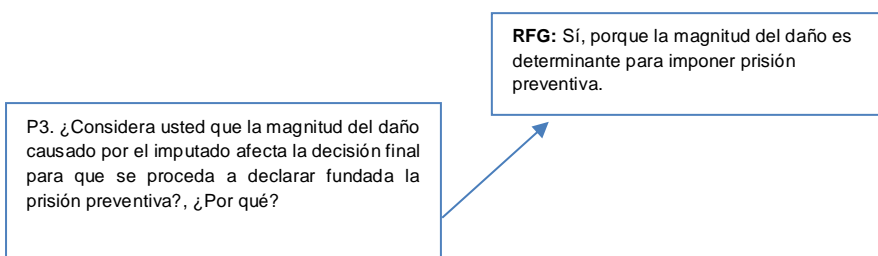 RFG: Sí, porque la magnitud del daño es
determinante para imponer prisión
preventiva.
P3. ¿Considera usted que la magnitud del daño
causado por el imputado afecta la decisión final
para que se proceda a declarar fundada la
prisión preventiva?, ¿Por qué?